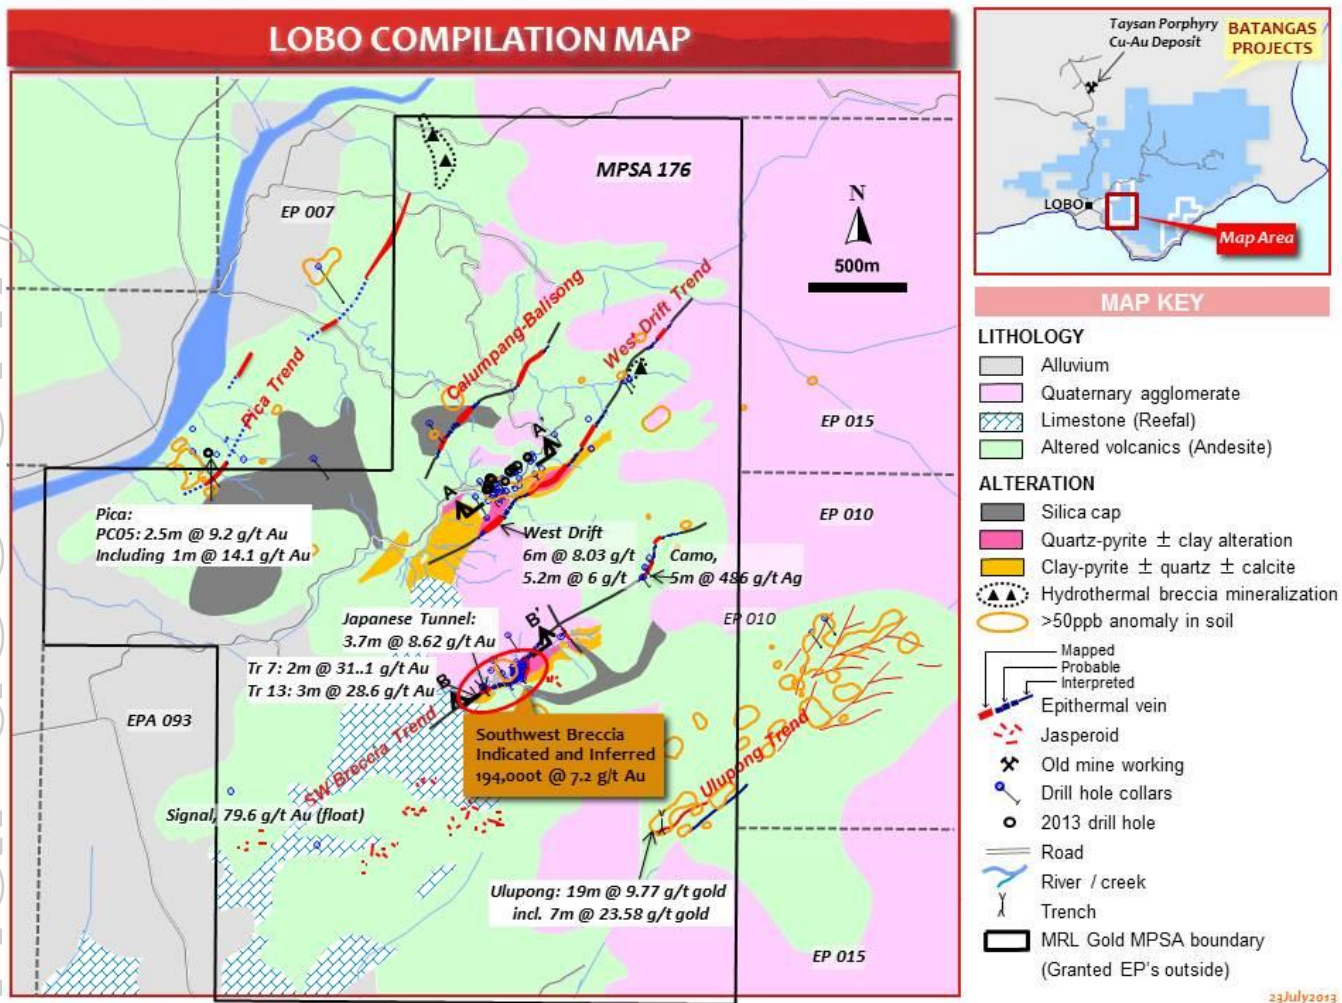 LOBO COMPILATION MAP
MPSA 176
EP 007
N
500m
Calumpang-Balisong
West Drift Trend
Pica Trend
EP 015
A'
A
Pica:
PC05: 2.5m @ 9.2 g/t Au
Including 1m @ 14.1 g/t Au
West Drift
6m @ 8.03 g/t
5.2m @ 6 g/t
Camo,
5m @ 486 g/t Ag
EP 010
EP 010
Japanese Tunnel:
3.7m @ 8.62 g/t Au
B'
Tr 7: 2m @ 31..1 g/t Au
Tr 13: 3m @ 28.6 g/t Au
B
EPA 093
SW Breccia Trend
Southwest Breccia
Indicated and Inferred
194,000t @ 7.2 g/t Au
Ulupong Trend
Signal, 79.6 g/t Au (float)
Ulupong: 19m @ 9.77 g/t gold
incl. 7m @ 23.58 g/t gold
EP 015
Taysan Porphyry
Cu-Au Deposit
BATANGAS
PROJECTS
LOBO
Map Area
MAP KEY
LITHOLOGY
Alluvium
Quaternary agglomerate
Limestone (Reefal)
Altered volcanics (Andesite)
ALTERATION
Silica cap
Quartz-pyrite ± clay alteration
Clay-pyrite ± quartz ± calcite
Hydrothermal breccia mineralization
>50ppb anomaly in soil
Mapped
Probable
Interpreted
Epithermal vein
Jasperoid
Old mine working
Drill hole collars
2013 drill hole
Road
River / creek
Trench
MRL Gold MPSA boundary
(Granted EP's outside)
23July2013